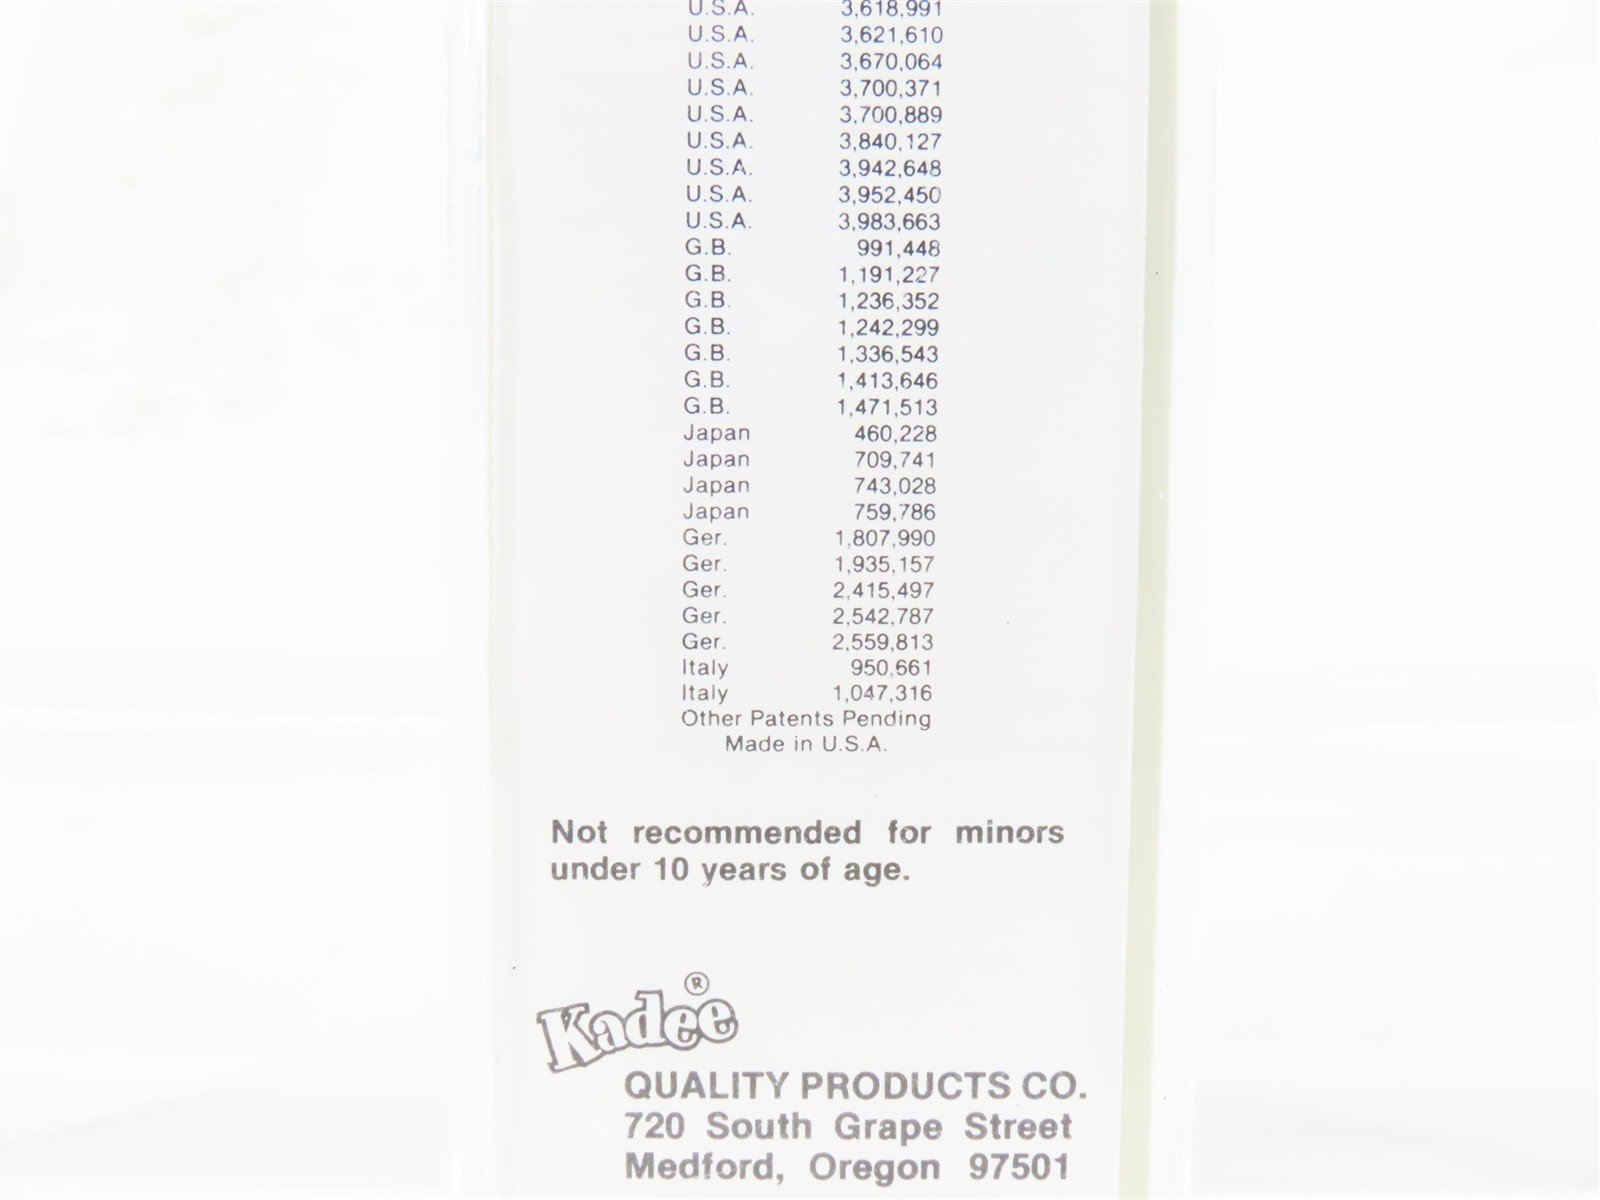 U.S.A. 3,618,991
U.S.A. 3,621,610
U.S.A. 3,670,064
U.S.A. 3,700,371
U.S.A. 3,700,889
U.S.A. 3,840,127
U.S.A. 3,942,648
U.S.A. 3,952,450
U.S.A. 3,983,663
G.B. 991,448
G.B. 1,191,227
G.B. 1,236,352
G.B. 1,242,299
G.B. 1,336,543
G.B. 1,413,646
G.B. 1,471,513
Japan 460,228
Japan 709,741
Japan 743,028
Japan 759,786
Ger. 1,807,990
Ger. 1,935,157
Ger. 2,415,497
Ger. 2,542,787
Ger. 2,559,813
Italy 950,661
Italy 1,047,316
Other Patents Pending
Made in U.S.A.
Not recommended for minors
under 10 years of age.
Kadee®
QUALITY PRODUCTS CO.
720 South Grape Street
Medford, Oregon 97501